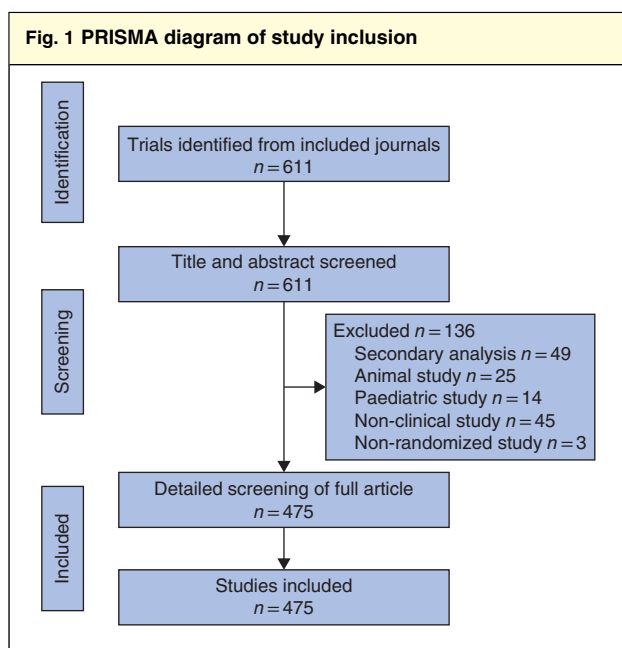 Fig. 1 PRISMA diagram of study inclusion
Identification
Trials identified from included journals
n = 611
Title and abstract screened
n = 611
Screening
Excluded n = 136
Secondary analysis n = 49
Animal study n = 25
Paediatric study n = 14
Non-clinical study n = 45
Non-randomized study n = 3
Detailed screening of full article
n = 475
Included
Studies included
n = 475